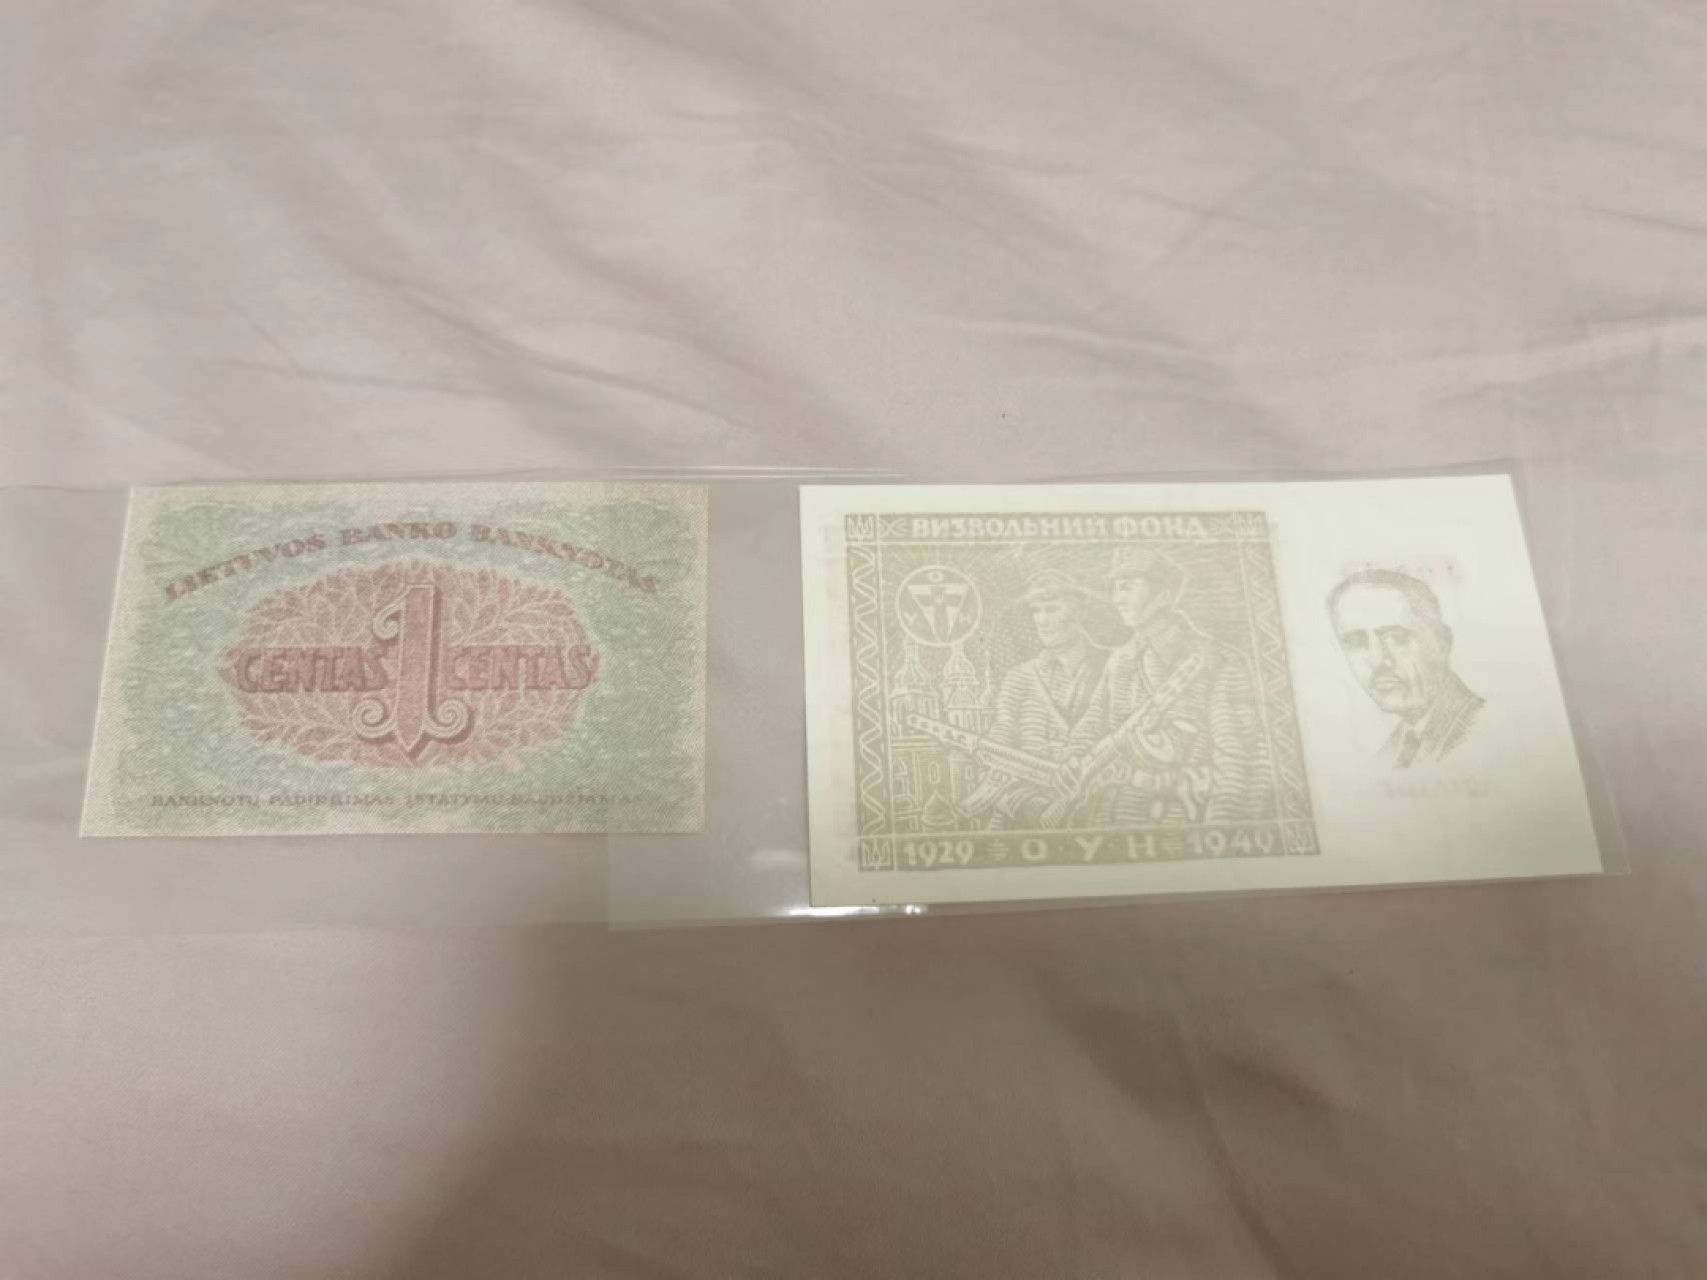 LIETUVOS BANKO BANKNOTAS
CENTAS 1 CENTAS
BANKNOTŲ PADIRBIMAS ĮSTATYMU BAUDŽIAMAS
ВИЗВОЛЬНИЙ ФОНД
О
У Н
1929 О·У·Н 1949